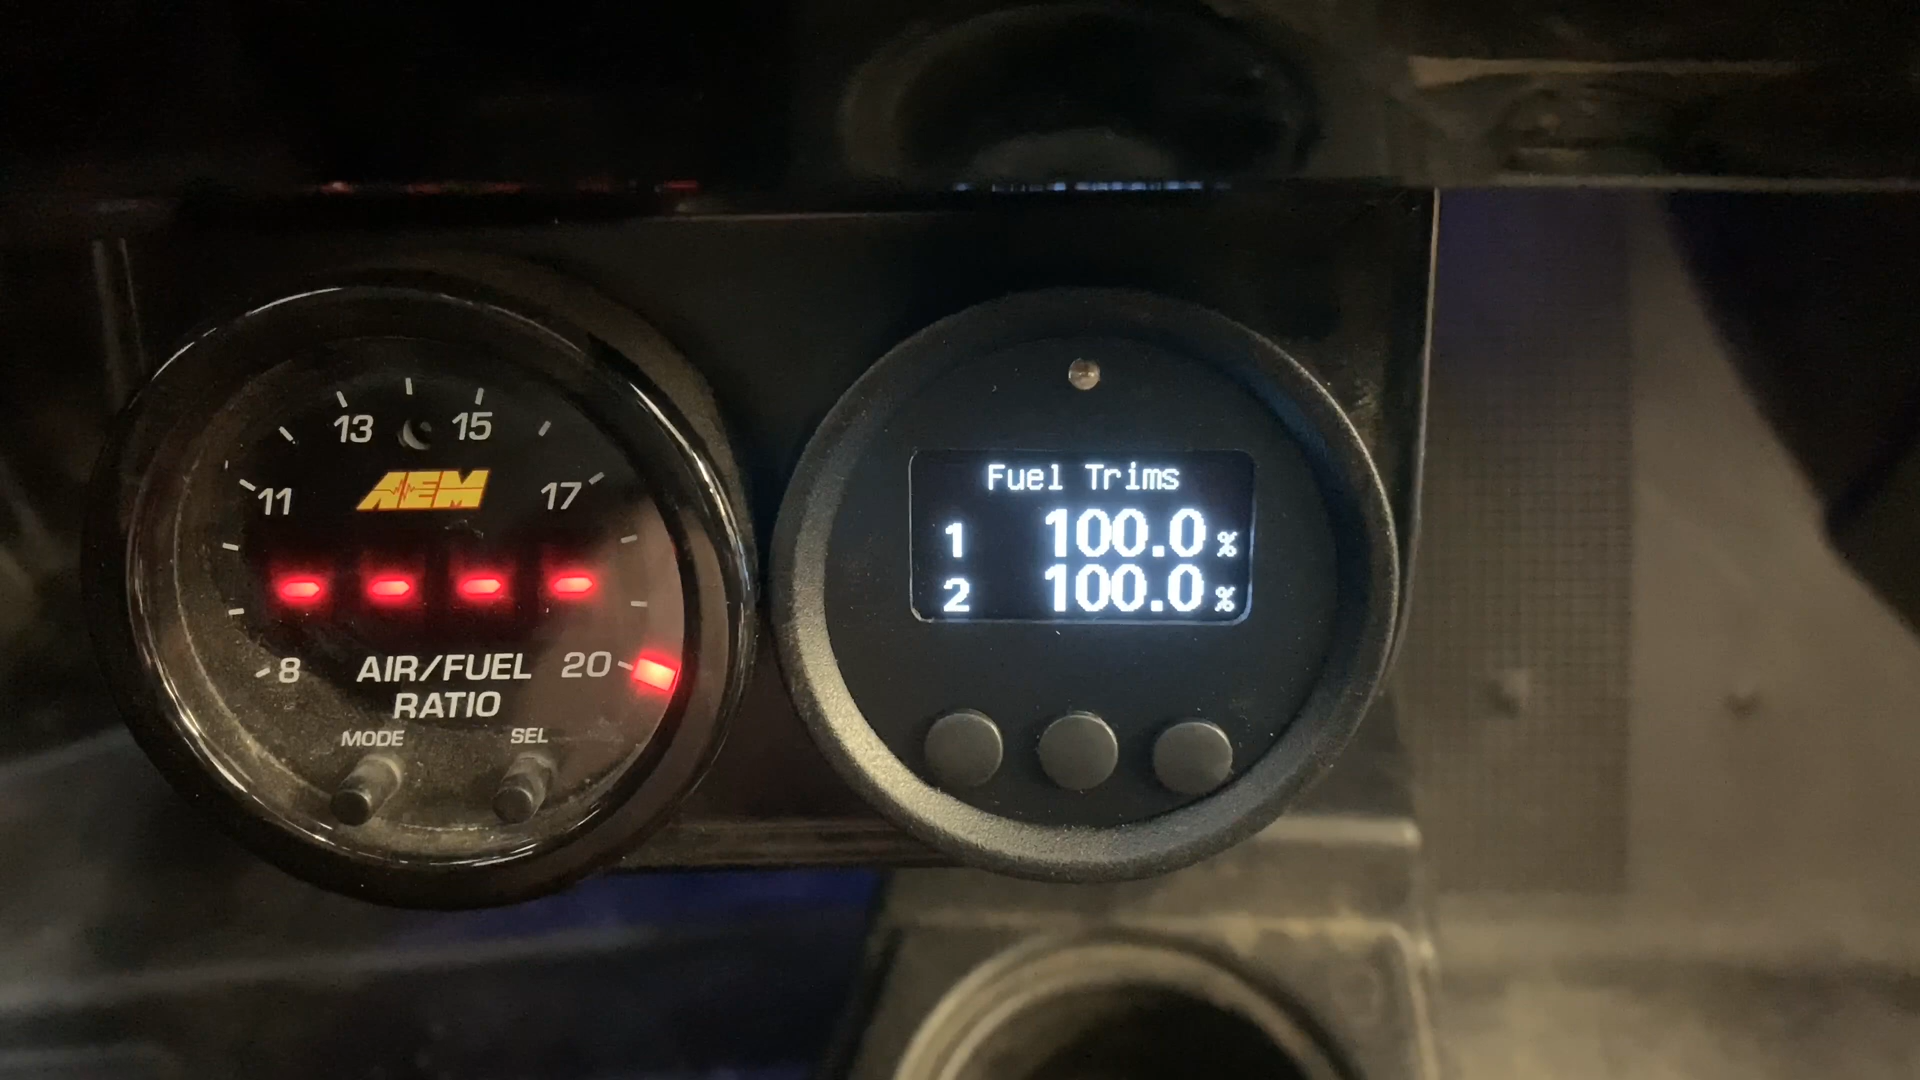 13 15
11 AEM 17
- - - -
8 AIR/FUEL 20
RATIO
MODE SEL
Fuel Trims
1 100.0 %
2 100.0 %